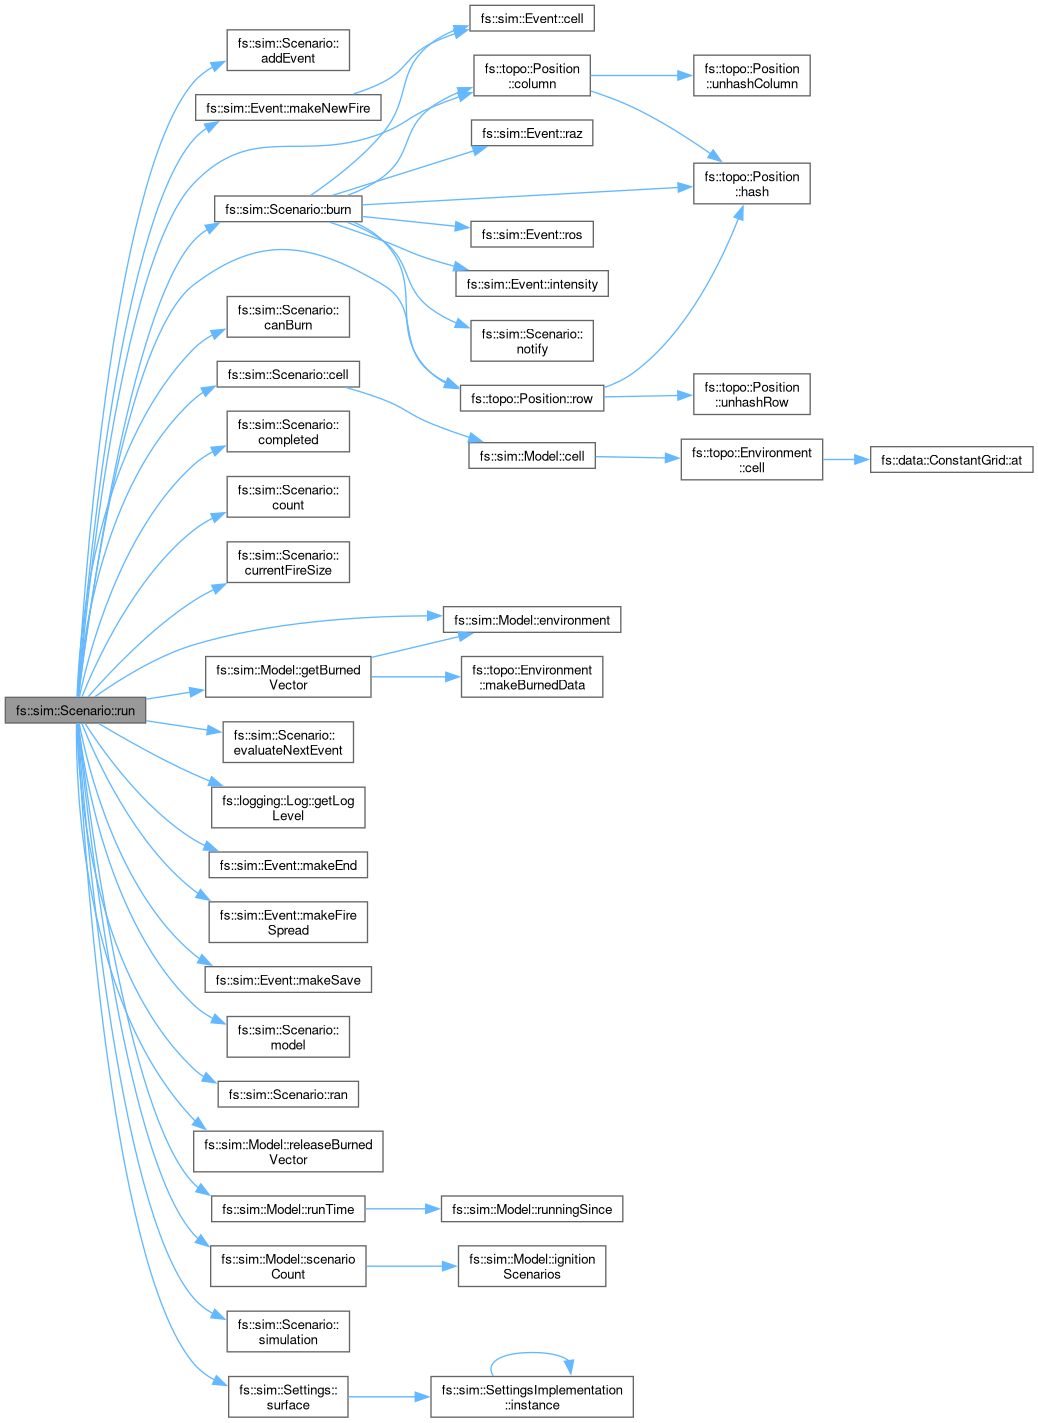 fs::sim::Scenario::run
fs::sim::Scenario::
addEvent
fs::sim::Event::makeNewFire
fs::sim::Scenario::burn
fs::sim::Scenario::
canBurn
fs::sim::Scenario::cell
fs::sim::Scenario::
completed
fs::sim::Scenario::
count
fs::sim::Scenario::
currentFireSize
fs::sim::Model::getBurned
Vector
fs::sim::Scenario::
evaluateNextEvent
fs::logging::Log::getLog
Level
fs::sim::Event::makeEnd
fs::sim::Event::makeFire
Spread
fs::sim::Event::makeSave
fs::sim::Scenario::
model
fs::sim::Scenario::ran
fs::sim::Model::releaseBurned
Vector
fs::sim::Model::runTime
fs::sim::Model::scenario
Count
fs::sim::Scenario::
simulation
fs::sim::Settings::
surface
fs::sim::Event::cell
fs::topo::Position
::column
fs::sim::Event::raz
fs::sim::Event::ros
fs::sim::Event::intensity
fs::sim::Scenario::
notify
fs::topo::Position::row
fs::sim::Model::cell
fs::sim::Model::environment
fs::topo::Environment
::makeBurnedData
fs::sim::Model::runningSince
fs::sim::Model::ignition
Scenarios
fs::sim::SettingsImplementation
::instance
fs::topo::Position
::unhashColumn
fs::topo::Position
::hash
fs::topo::Position
::unhashRow
fs::topo::Environment
::cell
fs::data::ConstantGrid::at